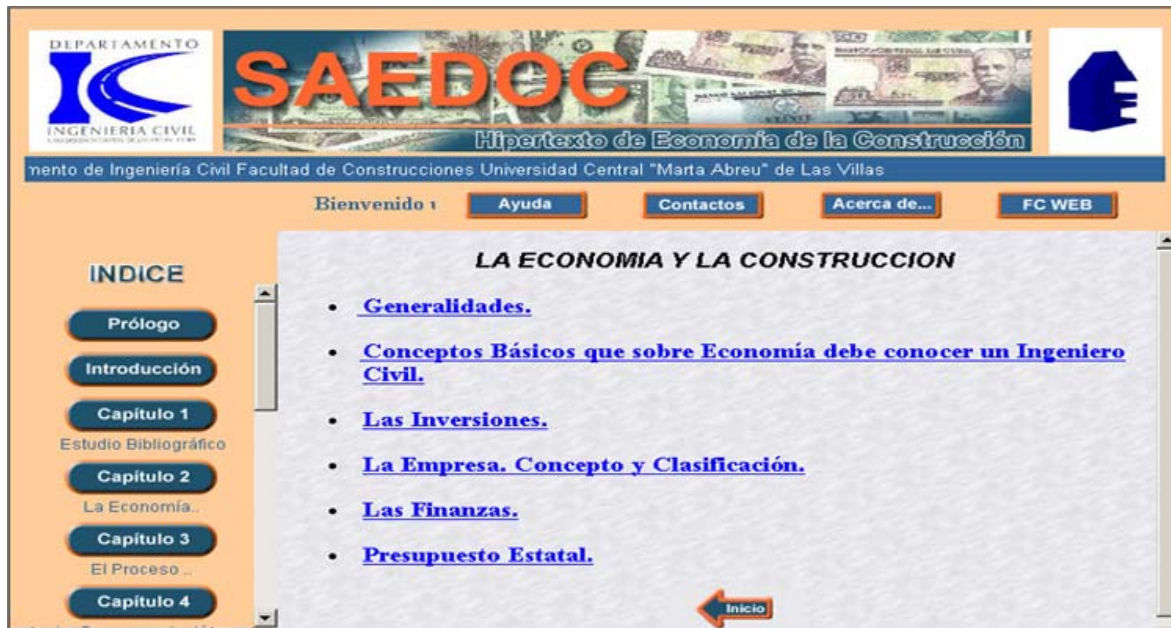 DEPARTAMENTO
INGENIERIA CIVIL
SAEDOC
Hipertexto de Economía de la Construcción
mento de Ingeniería Civil Facultad de Construcciones Universidad Central "Marta Abreu" de Las Villas
Bienvenido
Ayuda
Contactos
Acerca de...
FC WEB
INDICE
Prólogo
Introducción
Capítulo 1
Estudio Bibliográfico
Capítulo 2
La Economía..
Capítulo 3
El Proceso ..
Capítulo 4
LA ECONOMIA Y LA CONSTRUCCION
• Generalidades.
• Conceptos Básicos que sobre Economía debe conocer un Ingeniero
Civil.
• Las Inversiones.
• La Empresa. Concepto y Clasificación.
• Las Finanzas.
• Presupuesto Estatal.
Inicio